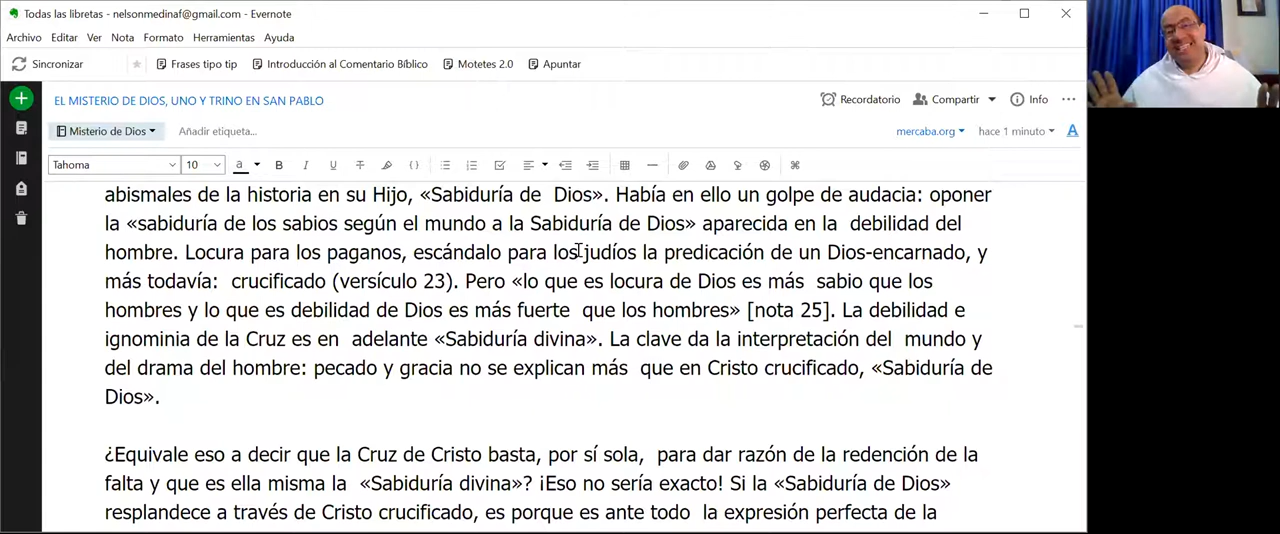 Todas las libretas - nelsonmedinaf@gmail.com - Evernote
Archivo Editar Ver Nota Formato Herramientas Ayuda
Sincronizar Frases tipo tip Introducción al Comentario Bíblico Motetes 2.0 Apuntar
EL MISTERIO DE DIOS, UNO Y TRINO EN SAN PABLO Recordatorio Compartir Info
Misterio de Dios Añadir etiqueta... mercaba.org hace 1 minuto A
Tahoma 10 a B I U T { }
abismales de la historia en su Hijo, «Sabiduría de Dios». Había en ello un golpe de audacia: oponer
la «sabiduría de los sabios según el mundo a la Sabiduría de Dios» aparecida en la debilidad del
hombre. Locura para los paganos, escándalo para los judíos la predicación de un Dios-encarnado, y
más todavía: crucificado (versículo 23). Pero «lo que es locura de Dios es más sabio que los
hombres y lo que es debilidad de Dios es más fuerte que los hombres» [nota 25]. La debilidad e
ignominia de la Cruz es en adelante «Sabiduría divina». La clave da la interpretación del mundo y
del drama del hombre: pecado y gracia no se explican más que en Cristo crucificado, «Sabiduría de
Dios».
¿Equivale eso a decir que la Cruz de Cristo basta, por sí sola, para dar razón de la redención de la
falta y que es ella misma la «Sabiduría divina»? ¡Eso no sería exacto! Si la «Sabiduría de Dios»
resplandece a través de Cristo crucificado, es porque es ante todo la expresión perfecta de la